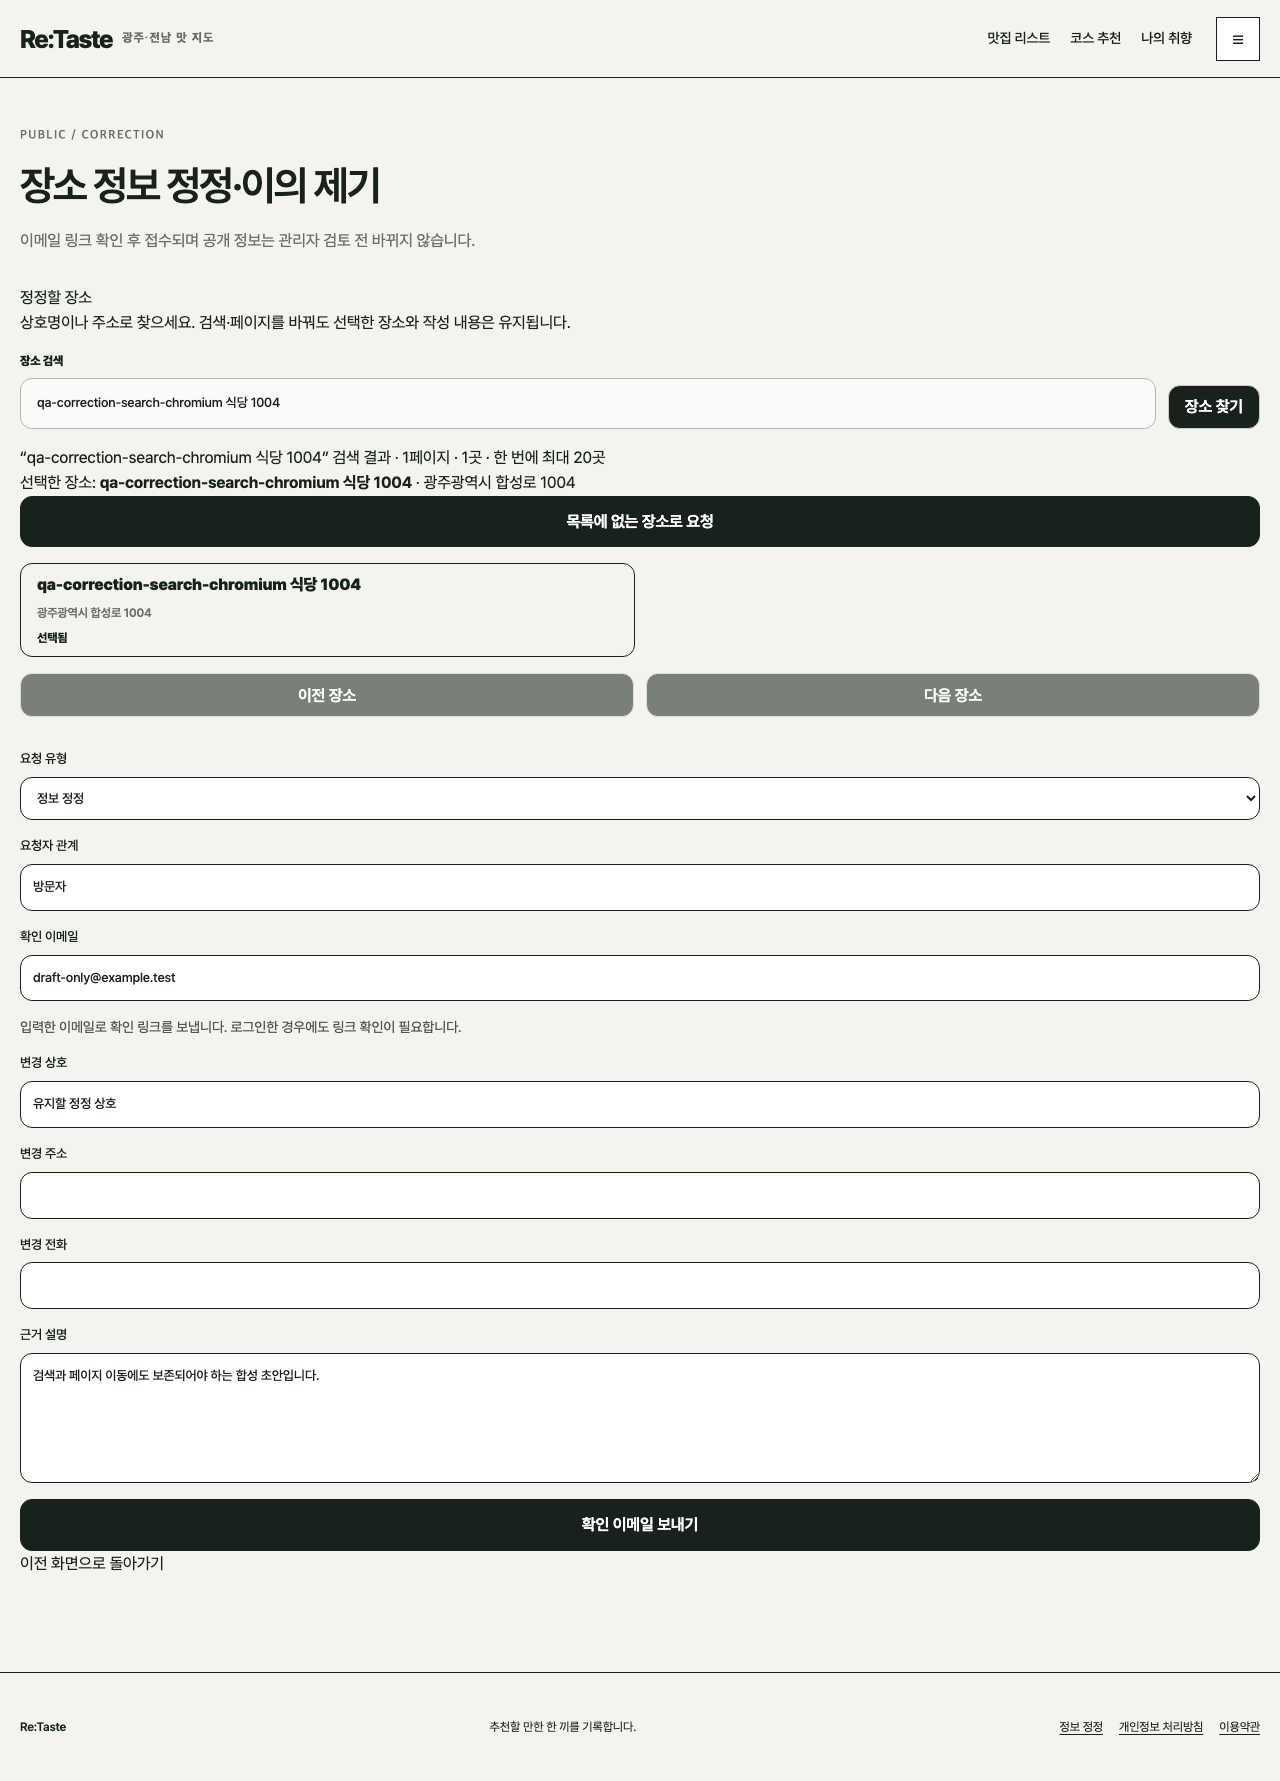 Re:Taste 광주·전남 맛 지도 맛집 리스트 코스 추천 나의 취향 ≡
PUBLIC / CORRECTION
장소 정보 정정·이의 제기
이메일 링크 확인 후 접수되며 공개 정보는 관리자 검토 전 바뀌지 않습니다.
정정할 장소
상호명이나 주소로 찾으세요. 검색·페이지를 바꿔도 선택한 장소와 작성 내용은 유지됩니다.
장소 검색
qa-correction-search-chromium 식당 1004
장소 찾기
“qa-correction-search-chromium 식당 1004” 검색 결과 · 1페이지 · 1곳 · 한 번에 최대 20곳
선택한 장소: qa-correction-search-chromium 식당 1004 · 광주광역시 합성로 1004
목록에 없는 장소로 요청
qa-correction-search-chromium 식당 1004
광주광역시 합성로 1004
선택됨
이전 장소 다음 장소
요청 유형
정보 정정
요청자 관계
방문자
확인 이메일
draft-only@example.test
입력한 이메일로 확인 링크를 보냅니다. 로그인한 경우에도 링크 확인이 필요합니다.
변경 상호
유지할 정정 상호
변경 주소
변경 전화
근거 설명
검색과 페이지 이동에도 보존되어야 하는 합성 초안입니다.
확인 이메일 보내기
이전 화면으로 돌아가기
Re:Taste 추천할 만한 한 끼를 기록합니다. 정보 정정 개인정보 처리방침 이용약관